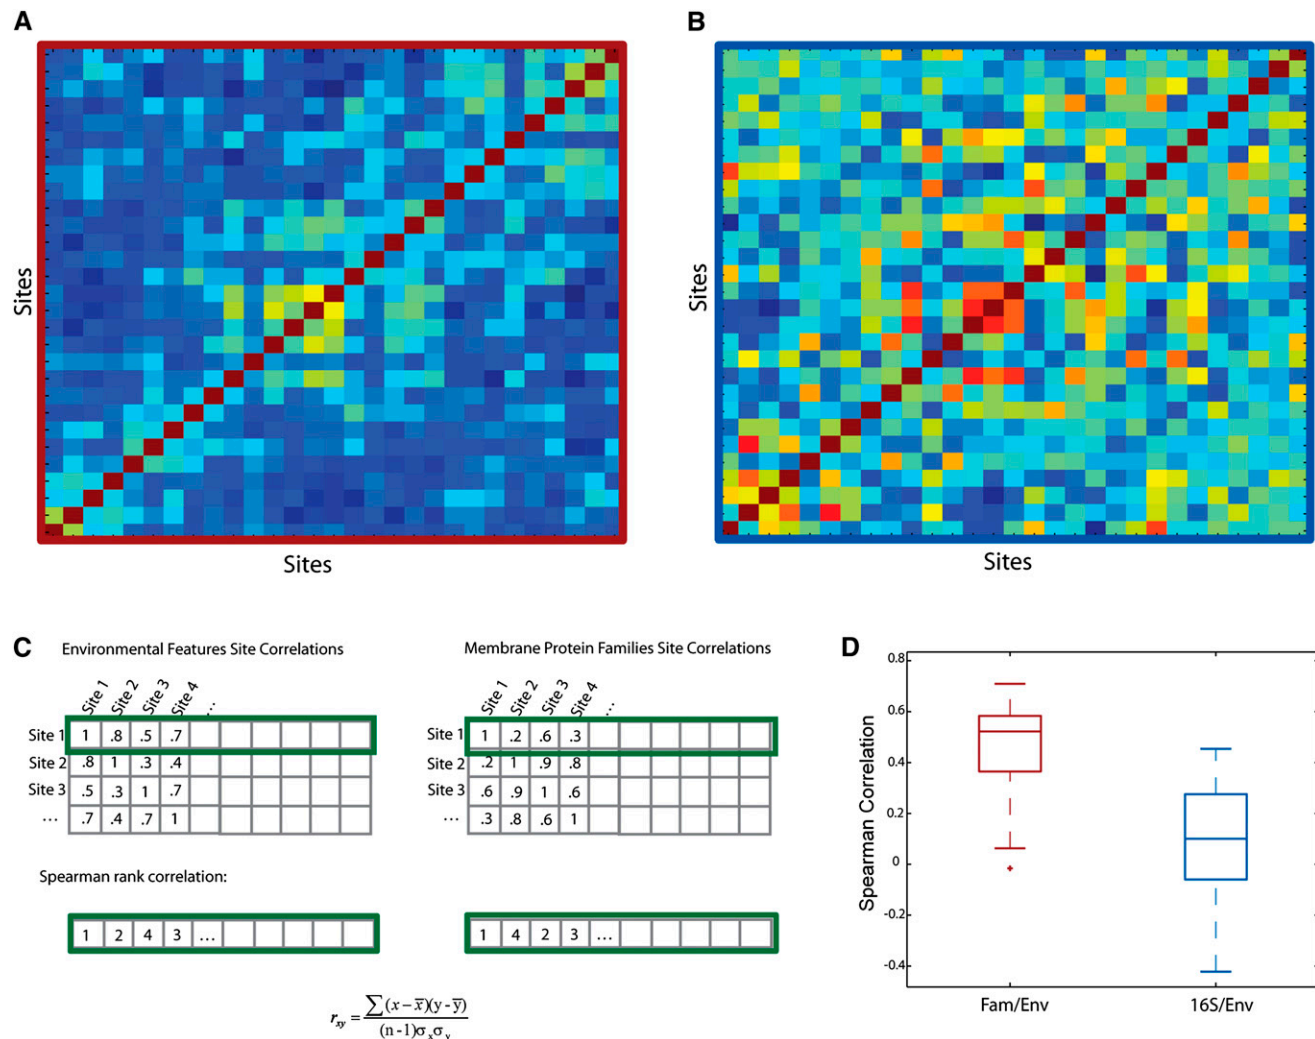 A
B
Sites
Sites
Sites
Sites
C
Environmental Features Site Correlations
Site 1 Site 2 Site 3 Site 4 ...
Site 1 1 .8 .5 .7
Site 2 .8 1 .3 .4
Site 3 .5 .3 1 .7
... .7 .4 .7 1
Membrane Protein Families Site Correlations
Site 1 Site 2 Site 3 Site 4 ...
Site 1 1 .2 .6 .3
Site 2 .2 1 .9 .8
Site 3 .6 .9 1 .6
... .3 .8 .6 1
Spearman rank correlation:
1 2 4 3 ...
1 4 2 3 ...
r_xy = ∑(x-x̅)(y-y̅) / (n-1)σ_xσ_y
D
Spearman Correlation
0.8
0.6
0.4
0.2
0
-0.2
-0.4
Fam/Env
16S/Env